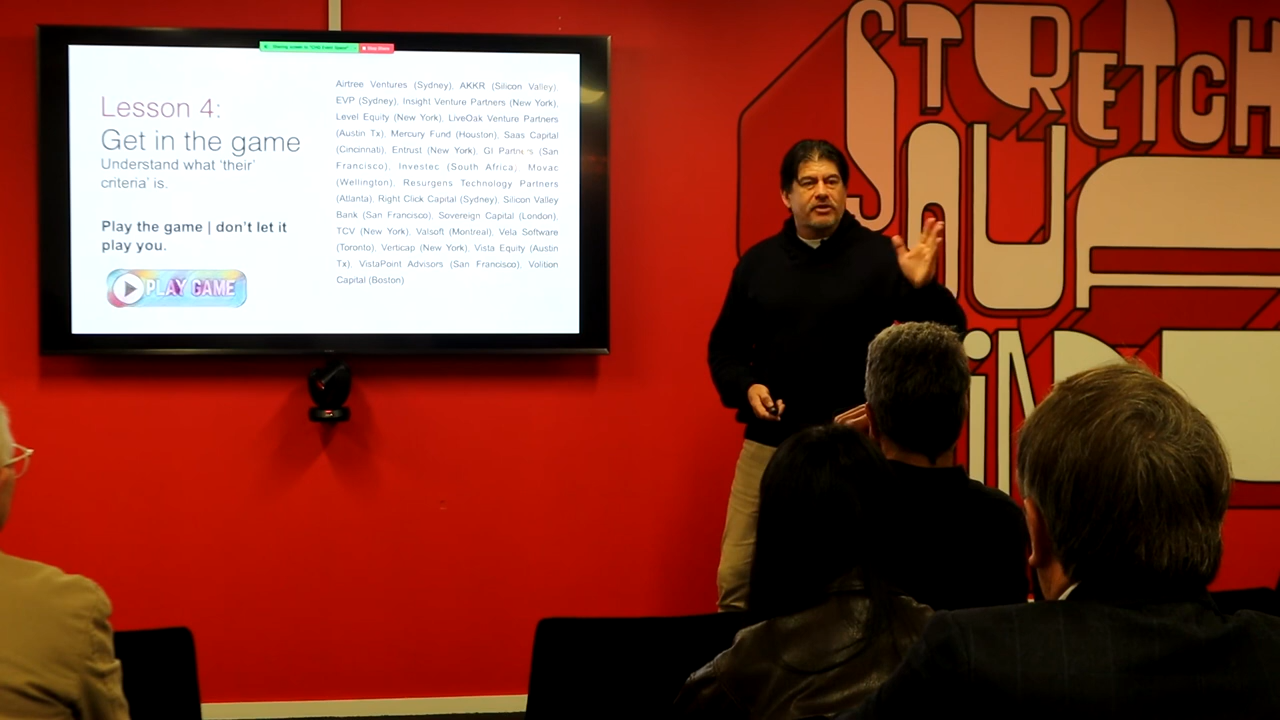 Lesson 4:
Get in the game
Understand what 'their'
criteria' is.
Play the game | don't let it
play you.
PLAY GAME
Airtree Ventures (Sydney), AKKR (Silicon Valley),
EVP (Sydney), Insight Venture Partners (New York),
Level Equity (New York), LiveOak Venture Partners
(Austin Tx), Mercury Fund (Houston), Saas Capital
(Cincinnati), Entrust (New York), GI Partners (San
Francisco), Investec (South Africa), Movac
(Wellington), Resurgens Technology Partners
(Atlanta), Right Click Capital (Sydney), Silicon Valley
Bank (San Francisco), Sovereign Capital (London),
TCV (New York), Valsoft (Montreal), Vela Software
(Toronto), Verticap (New York), Vista Equity (Austin
Tx), VistaPoint Advisors (San Francisco), Volition
Capital (Boston)
STRETCH
YOU